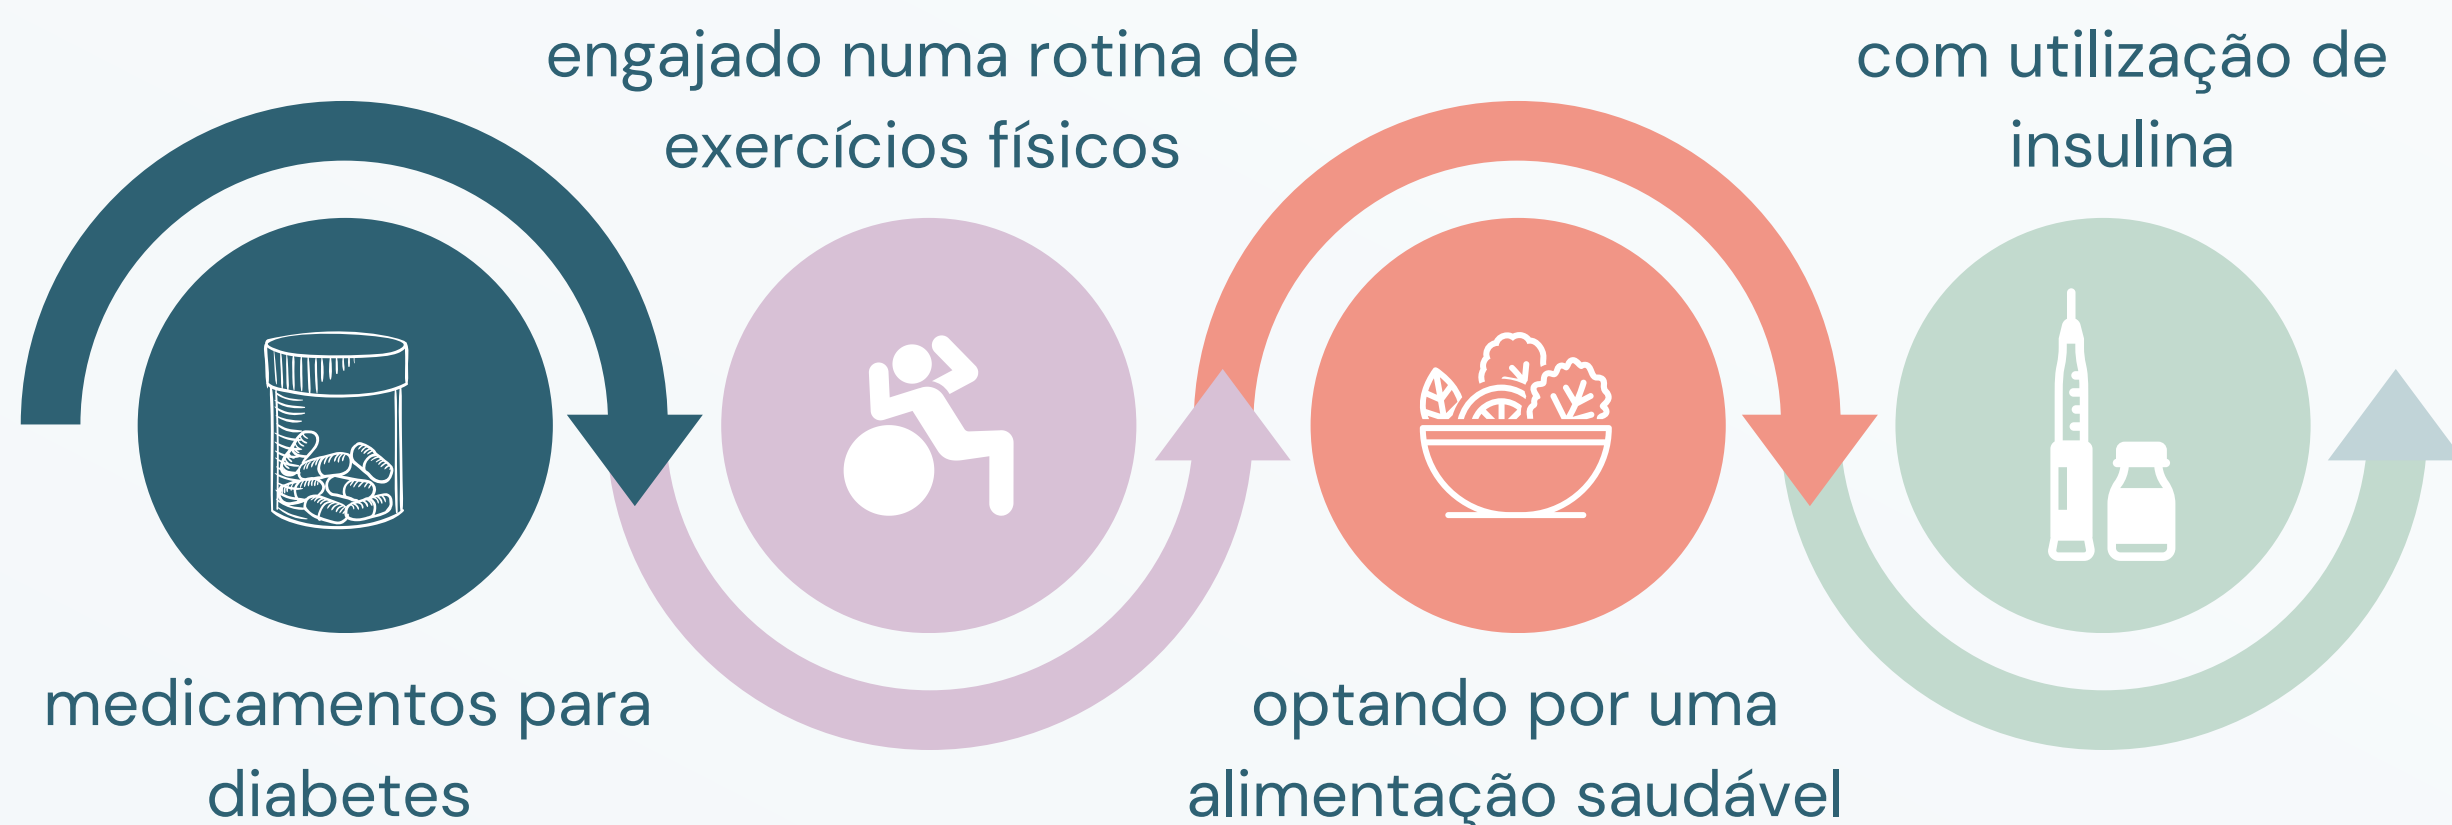 medicamentos para
diabetes
engajado numa rotina de
exercícios físicos
optando por uma
alimentação saudável
com utilização de
insulina